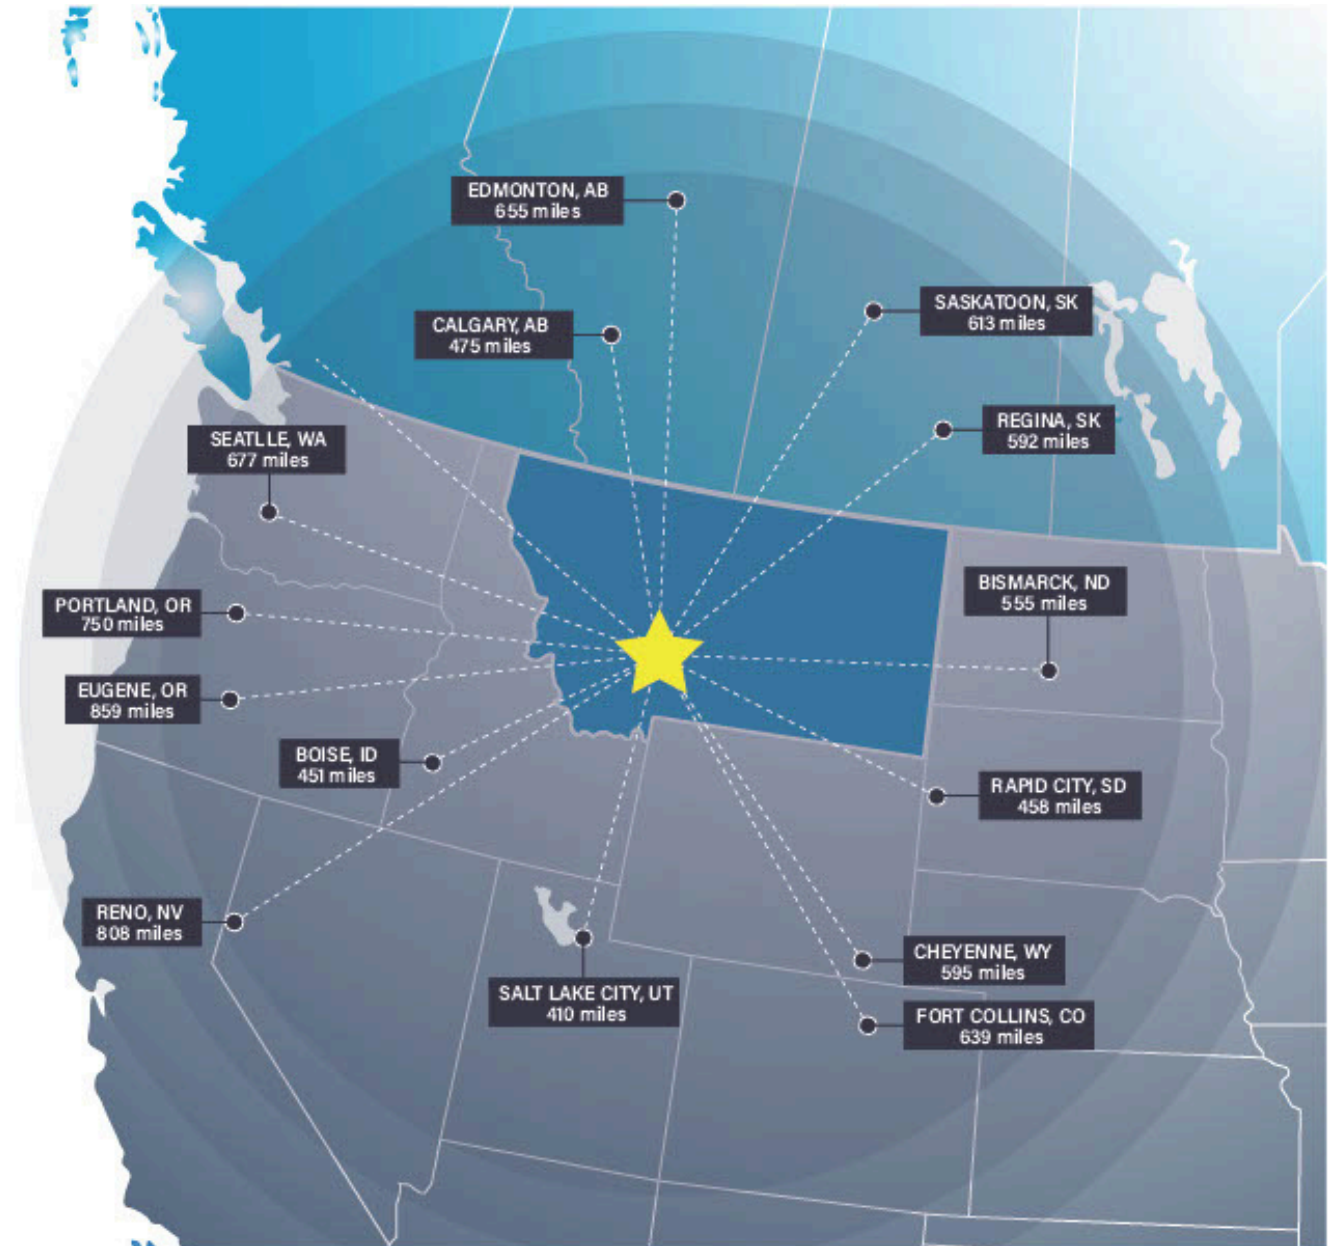 EDMONTON, AB
655 miles
SASKATOON, SK
613 miles
CALGARY, AB
475 miles
REGINA, SK
592 miles
SEATLLE, WA
677 miles
BISMARCK, ND
555 miles
PORTLAND, OR
750 miles
EUGENE, OR
859 miles
BOISE, ID
451 miles
RAPID CITY, SD
458 miles
RENO, NV
808 miles
CHEYENNE, WY
595 miles
SALT LAKE CITY, UT
410 miles
FORT COLLINS, CO
639 miles